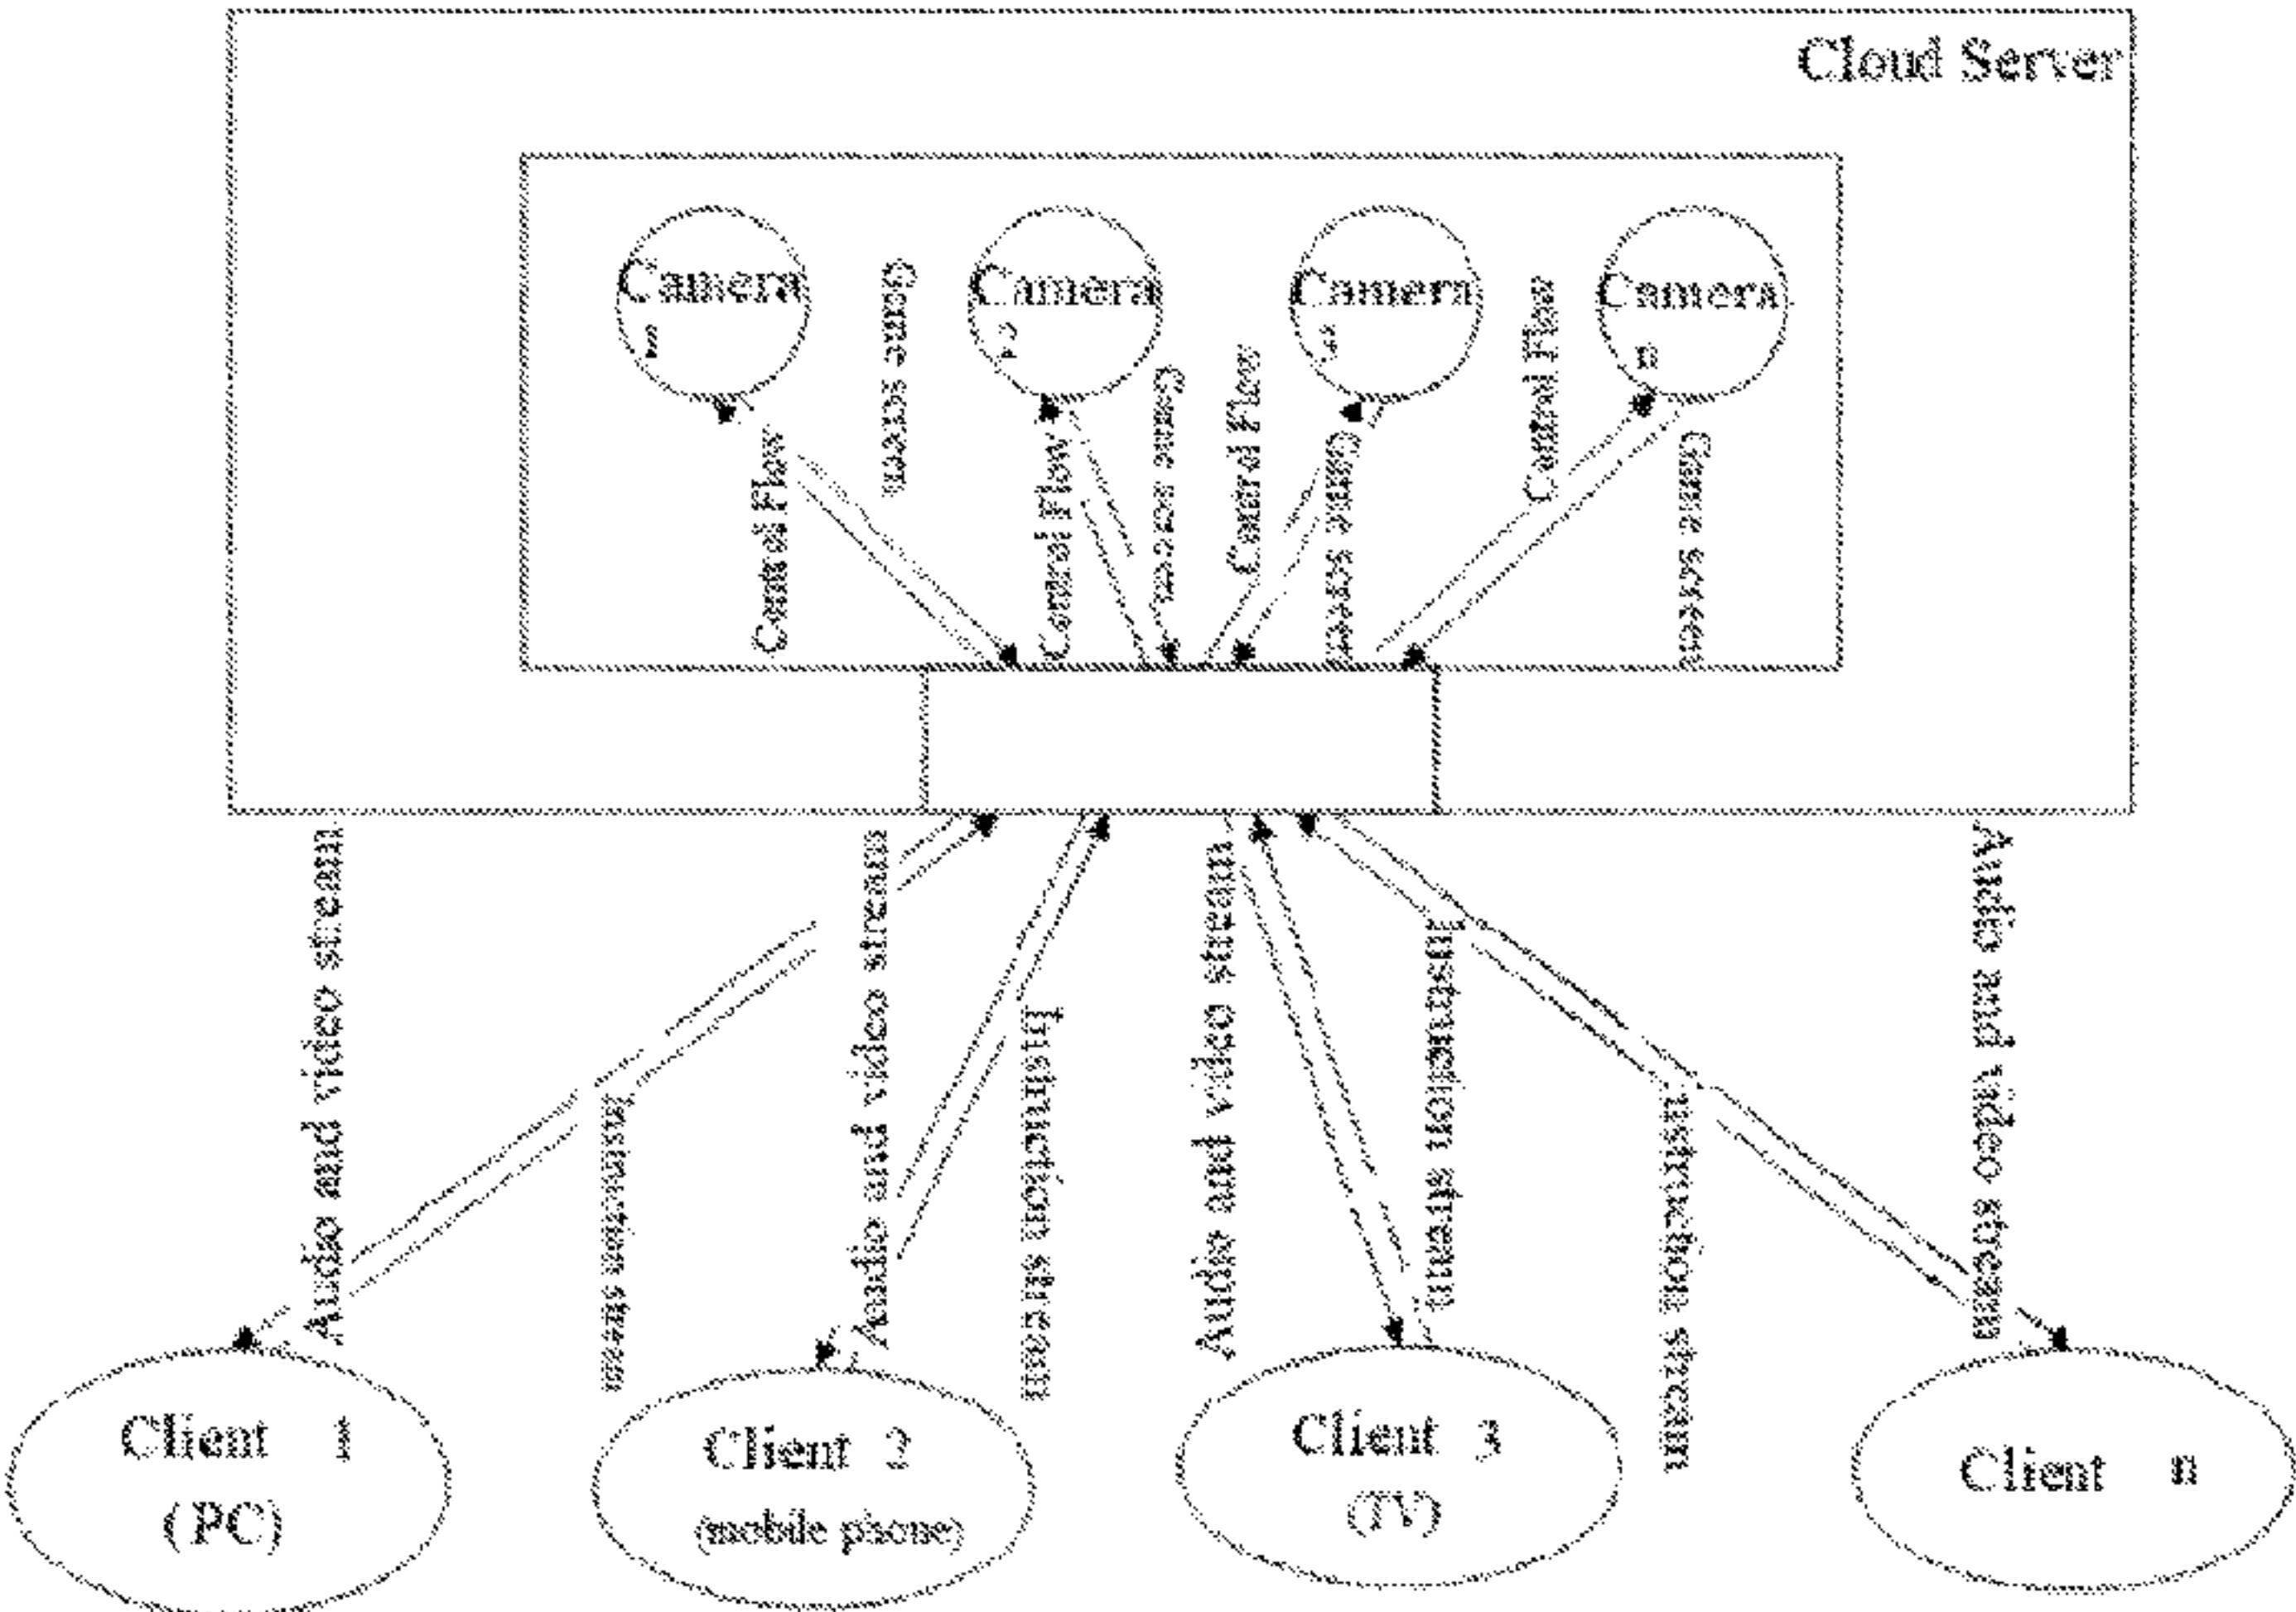 Cloud Server
Camera
1
Camera
2
Camera
3
Camera
n
Control Flow
Game screen
Control Flow
Game screen
Control Flow
Game screen
Control Flow
Game screen
Audio and video stream
Instruction stream
Audio and video stream
Instruction stream
Audio and video stream
Instruction stream
Instruction stream
Audio and video stream
Client 1
(PC)
Client 2
(mobile phone)
Client 3
(TV)
Client n